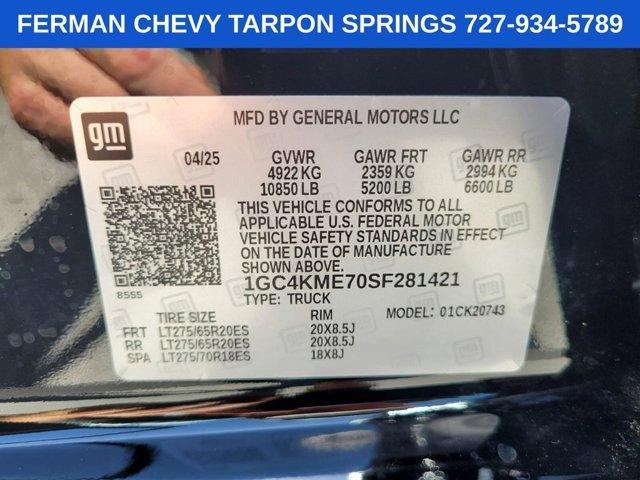 FERMAN CHEVY TARPON SPRINGS 727-934-5789
gm
MFD BY GENERAL MOTORS LLC
04/25 GVWR GAWR FRT GAWR RR
4922 KG 2359 KG 2994 KG
10850 LB 5200 LB 6600 LB
THIS VEHICLE CONFORMS TO ALL
APPLICABLE U.S. FEDERAL MOTOR
VEHICLE SAFETY STANDARDS IN EFFECT
ON THE DATE OF MANUFACTURE
SHOWN ABOVE.
8555
1GC4KME70SF281421
TYPE: TRUCK
MODEL: 01CK20743
TIRE SIZE RIM
FRT LT275/65R20ES 20X8.5J
RR LT275/65R20ES 20X8.5J
SPA LT275/70R18ES 18X8J